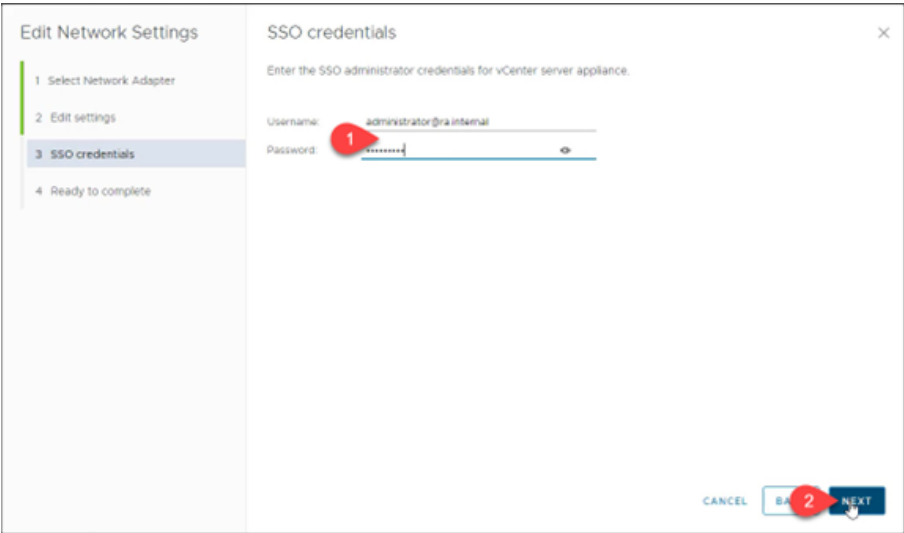 Edit Network Settings
1 Select Network Adapter
2 Edit settings
3 SSO credentials
4 Ready to complete
SSO credentials
Enter the SSO administrator credentials for vCenter server appliance.
Username: administrator@ra.internal
1
Password: •••••••••
CANCEL
BA
2
NEXT